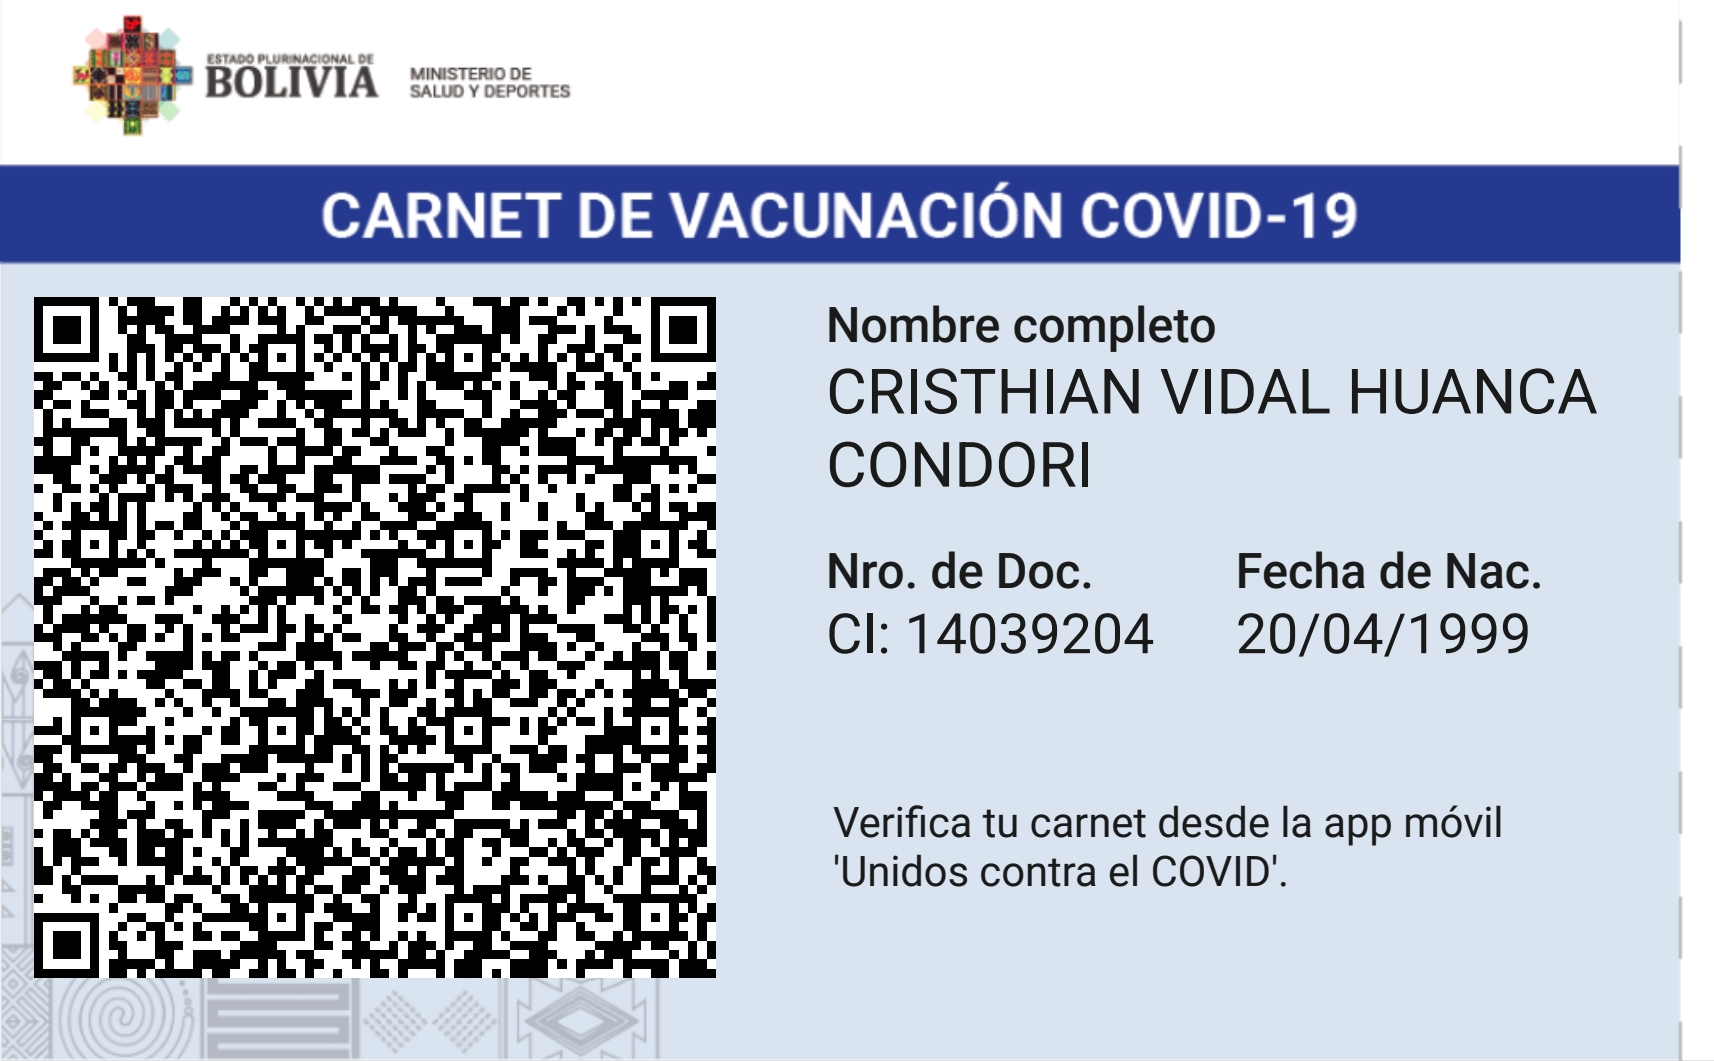 ESTADO PLURINACIONAL DE
BOLIVIA
MINISTERIO DE
SALUD Y DEPORTES
CARNET DE VACUNACIÓN COVID-19
Nombre completo
CRISTHIAN VIDAL HUANCA
CONDORI
Nro. de Doc. Fecha de Nac.
CI: 14039204 20/04/1999
Verifica tu carnet desde la app móvil
'Unidos contra el COVID'.